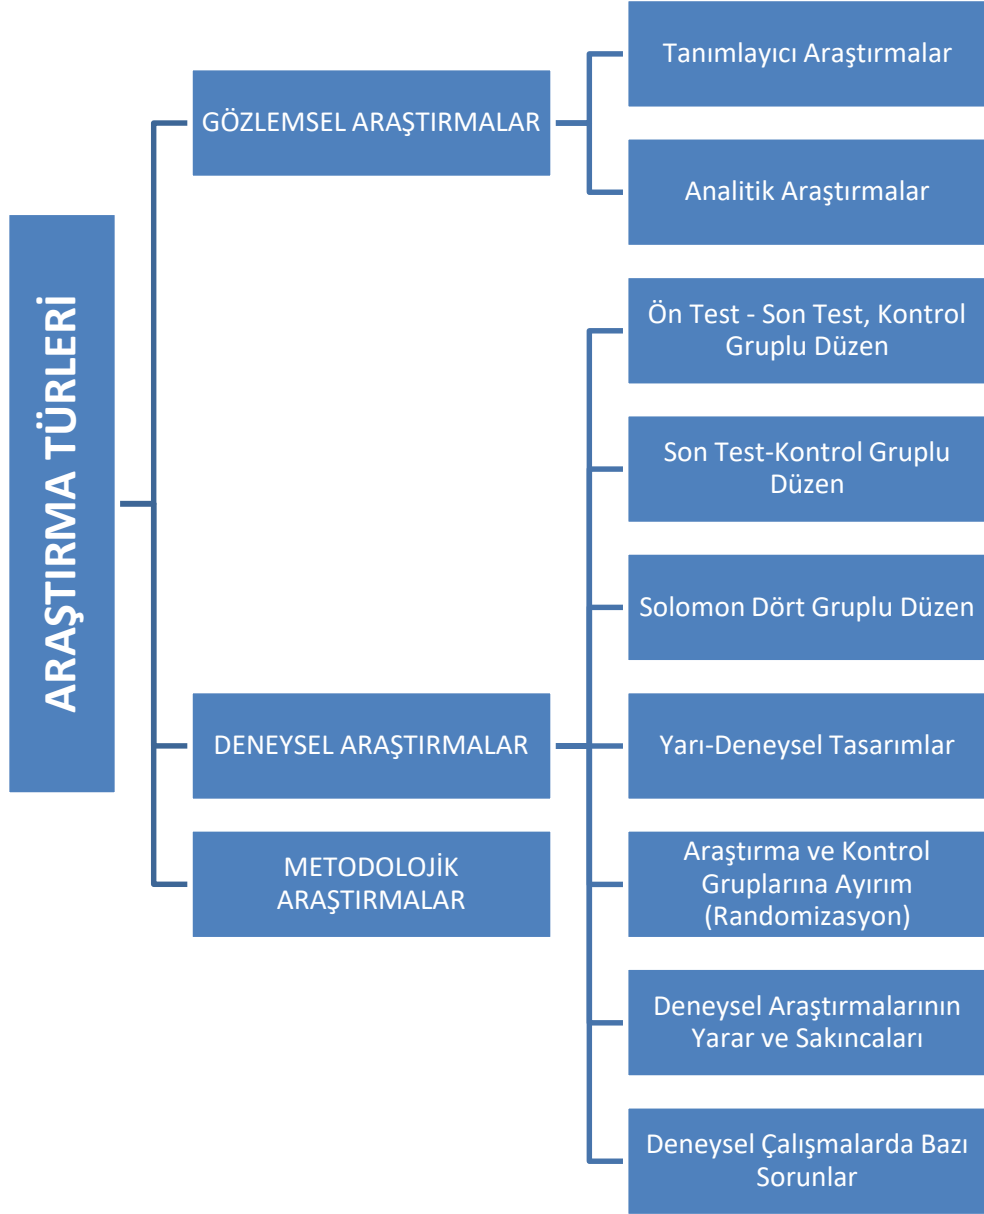 ARAŞTIRMA TÜRLERİ
GÖZLEMSEL ARAŞTIRMALAR
Tanımlayıcı Araştırmalar
Analitik Araştırmalar
DENEYSEL ARAŞTIRMALAR
Ön Test - Son Test, Kontrol
Gruplu Düzen
Son Test-Kontrol Gruplu
Düzen
Solomon Dört Gruplu Düzen
Yarı-Deneysel Tasarımlar
Araştırma ve Kontrol
Gruplarına Ayırım
(Randomizasyon)
Deneysel Araştırmalarının
Yarar ve Sakıncaları
Deneysel Çalışmalarda Bazı
Sorunlar
METODOLOJİK
ARAŞTIRMALAR